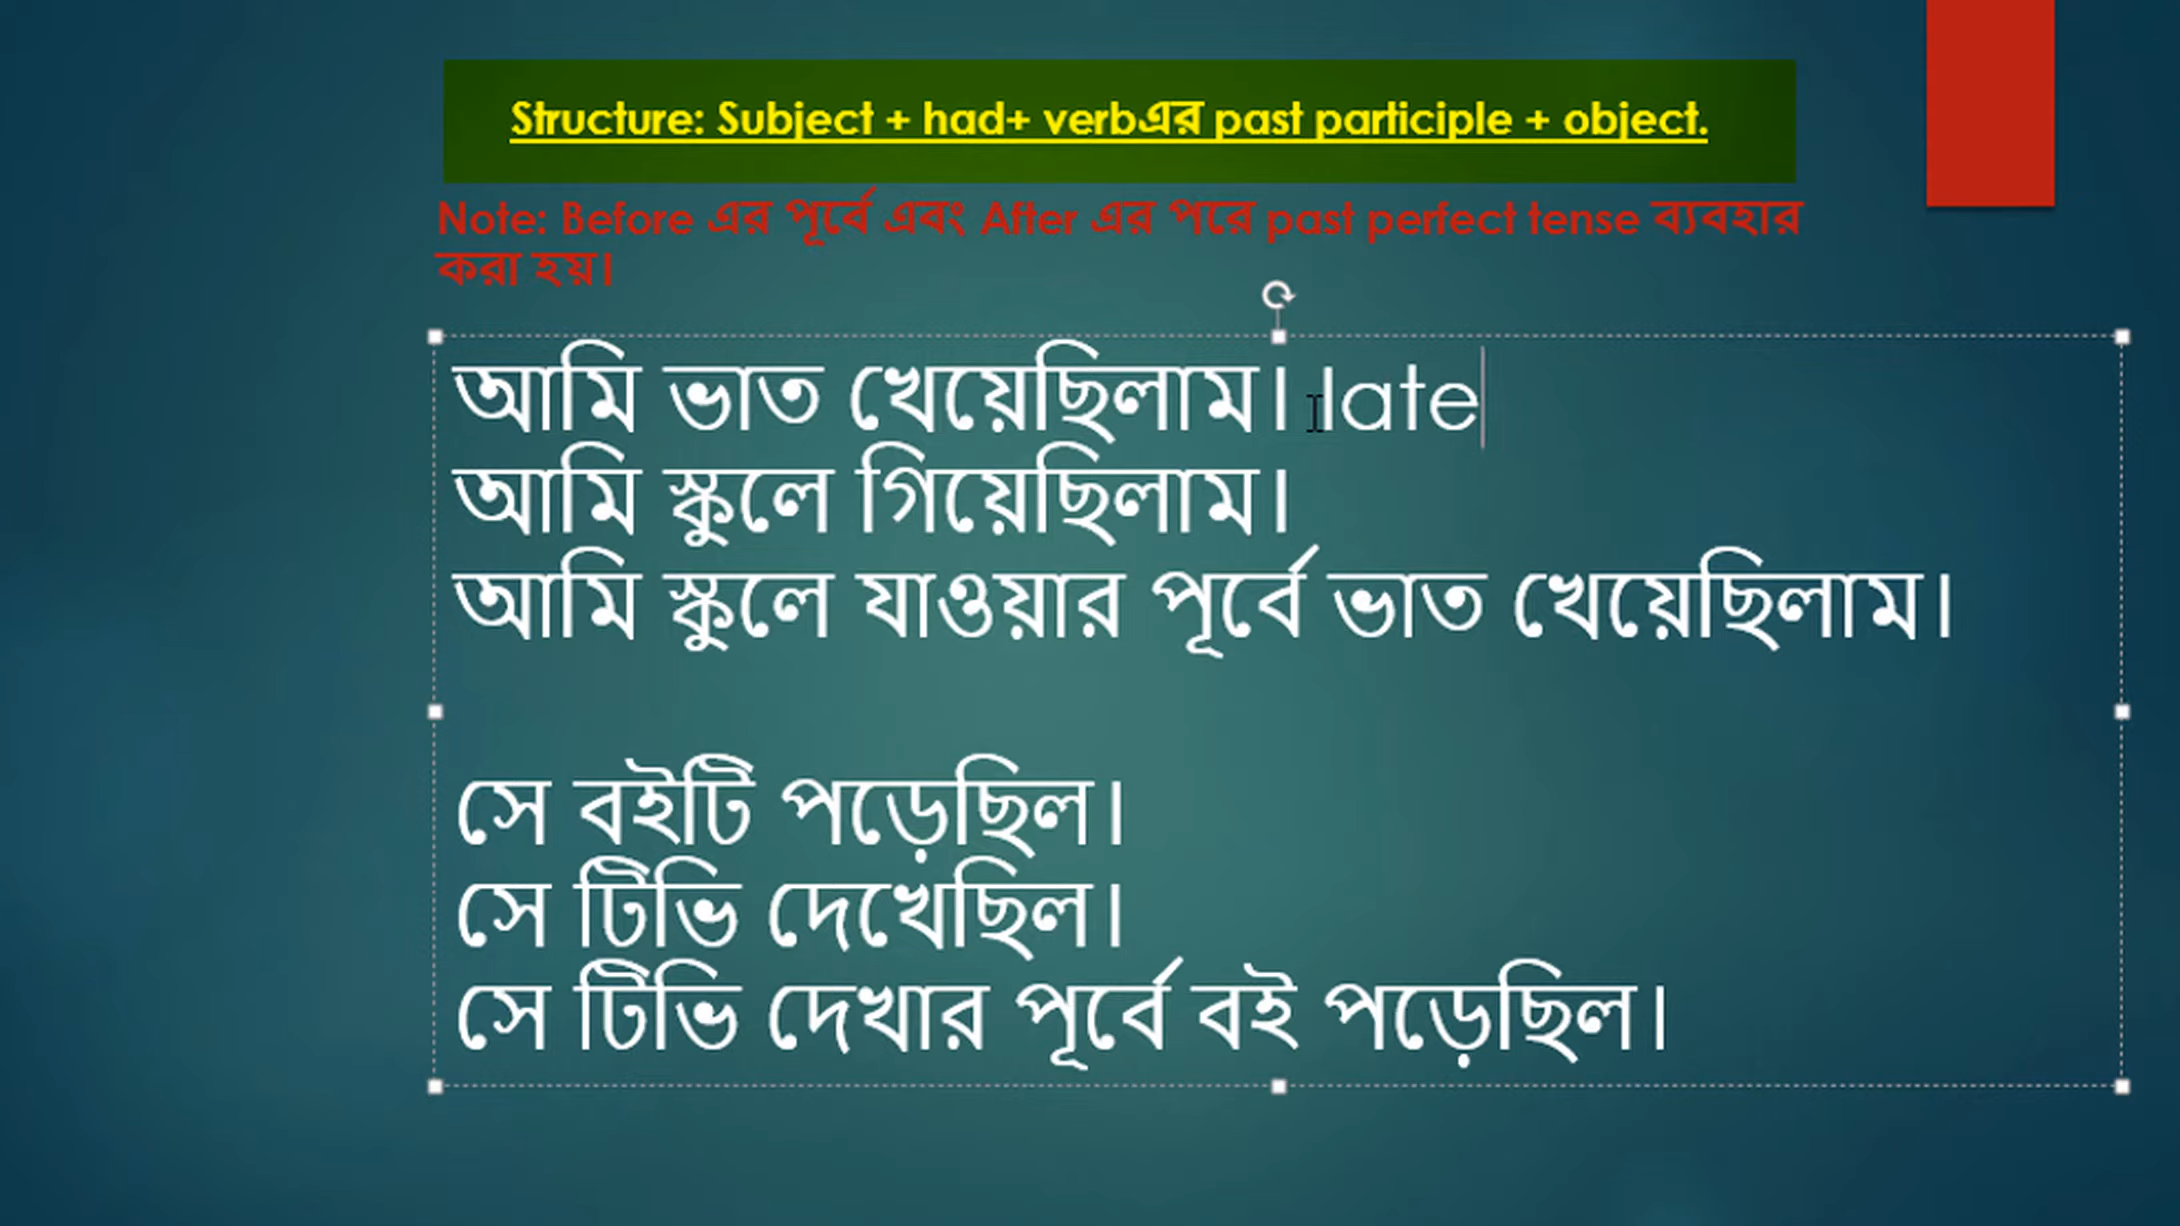 Structure: Subject + had+ verbএর past participle + object.
Note: Before এর পূর্বে এবং After এর পরে past perfect tense ব্যবহার
করা হয়।
আমি ভাত খেয়েছিলাম। Iate
আমি স্কুলে গিয়েছিলাম।
আমি স্কুলে যাওয়ার পূর্বে ভাত খেয়েছিলাম।
সে বইটি পড়েছিল।
সে টিভি দেখেছিল।
সে টিভি দেখার পূর্বে বই পড়েছিল।